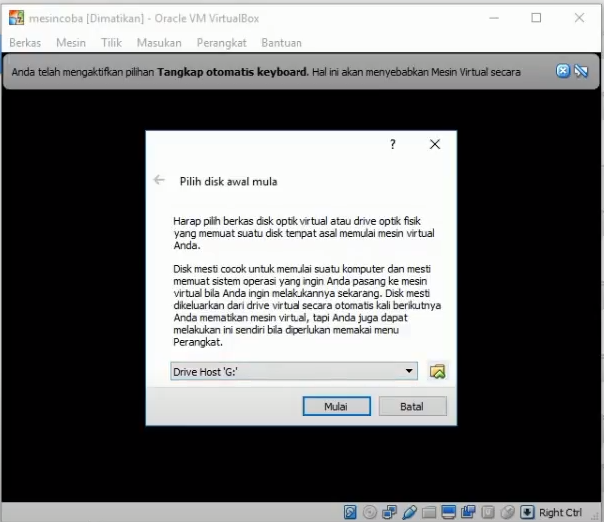 mesincoba [Dimatikan] - Oracle VM VirtualBox
Berkas Mesin Tilik Masukan Perangkat Bantuan
Anda telah mengaktifkan pilihan Tangkap otomatis keyboard. Hal ini akan menyebabkan Mesin Virtual secara
?
Pilih disk awal mula
Harap pilih berkas disk optik virtual atau drive optik fisik
yang memuat suatu disk tenpat asal memulai mesin virtual
Anda.
Disk mesti cocok untuk memulai suatu komputer dan mesti
memuat sistem operasi yang ingin Anda pasang ke mesin
virtual bila Anda ingin melakukannya sekarang. Disk mesti
dikeluarkan dari drive virtual secara otomatis kali berikutnya
Anda mematikan mesin virtual, tapi Anda juga dapat
melakukan ini sendiri bila diperlukan memakai menu
Perangkat.
Drive Host 'G:'
Mulai Batal
Right Ctrl